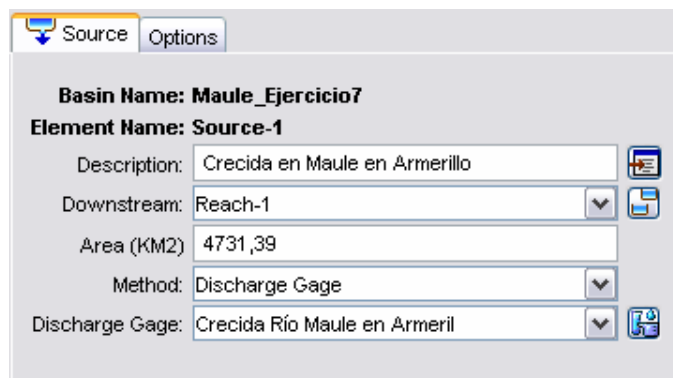 Source Options
Basin Name: Maule_Ejercicio7
Element Name: Source-1
Description: Crecida en Maule en Armerillo
Downstream: Reach-1
Area (KM2) 4731,39
Method: Discharge Gage
Discharge Gage: Crecida Río Maule en Armeril